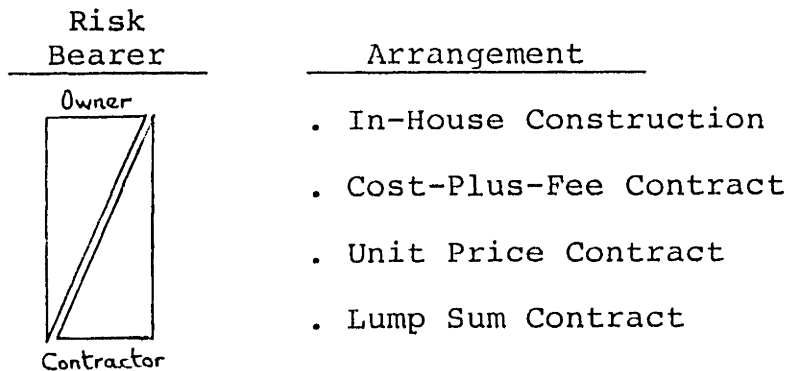 Risk
Bearer
Arrangement
Owner
. In-House Construction
. Cost-Plus-Fee Contract
. Unit Price Contract
. Lump Sum Contract
Contractor